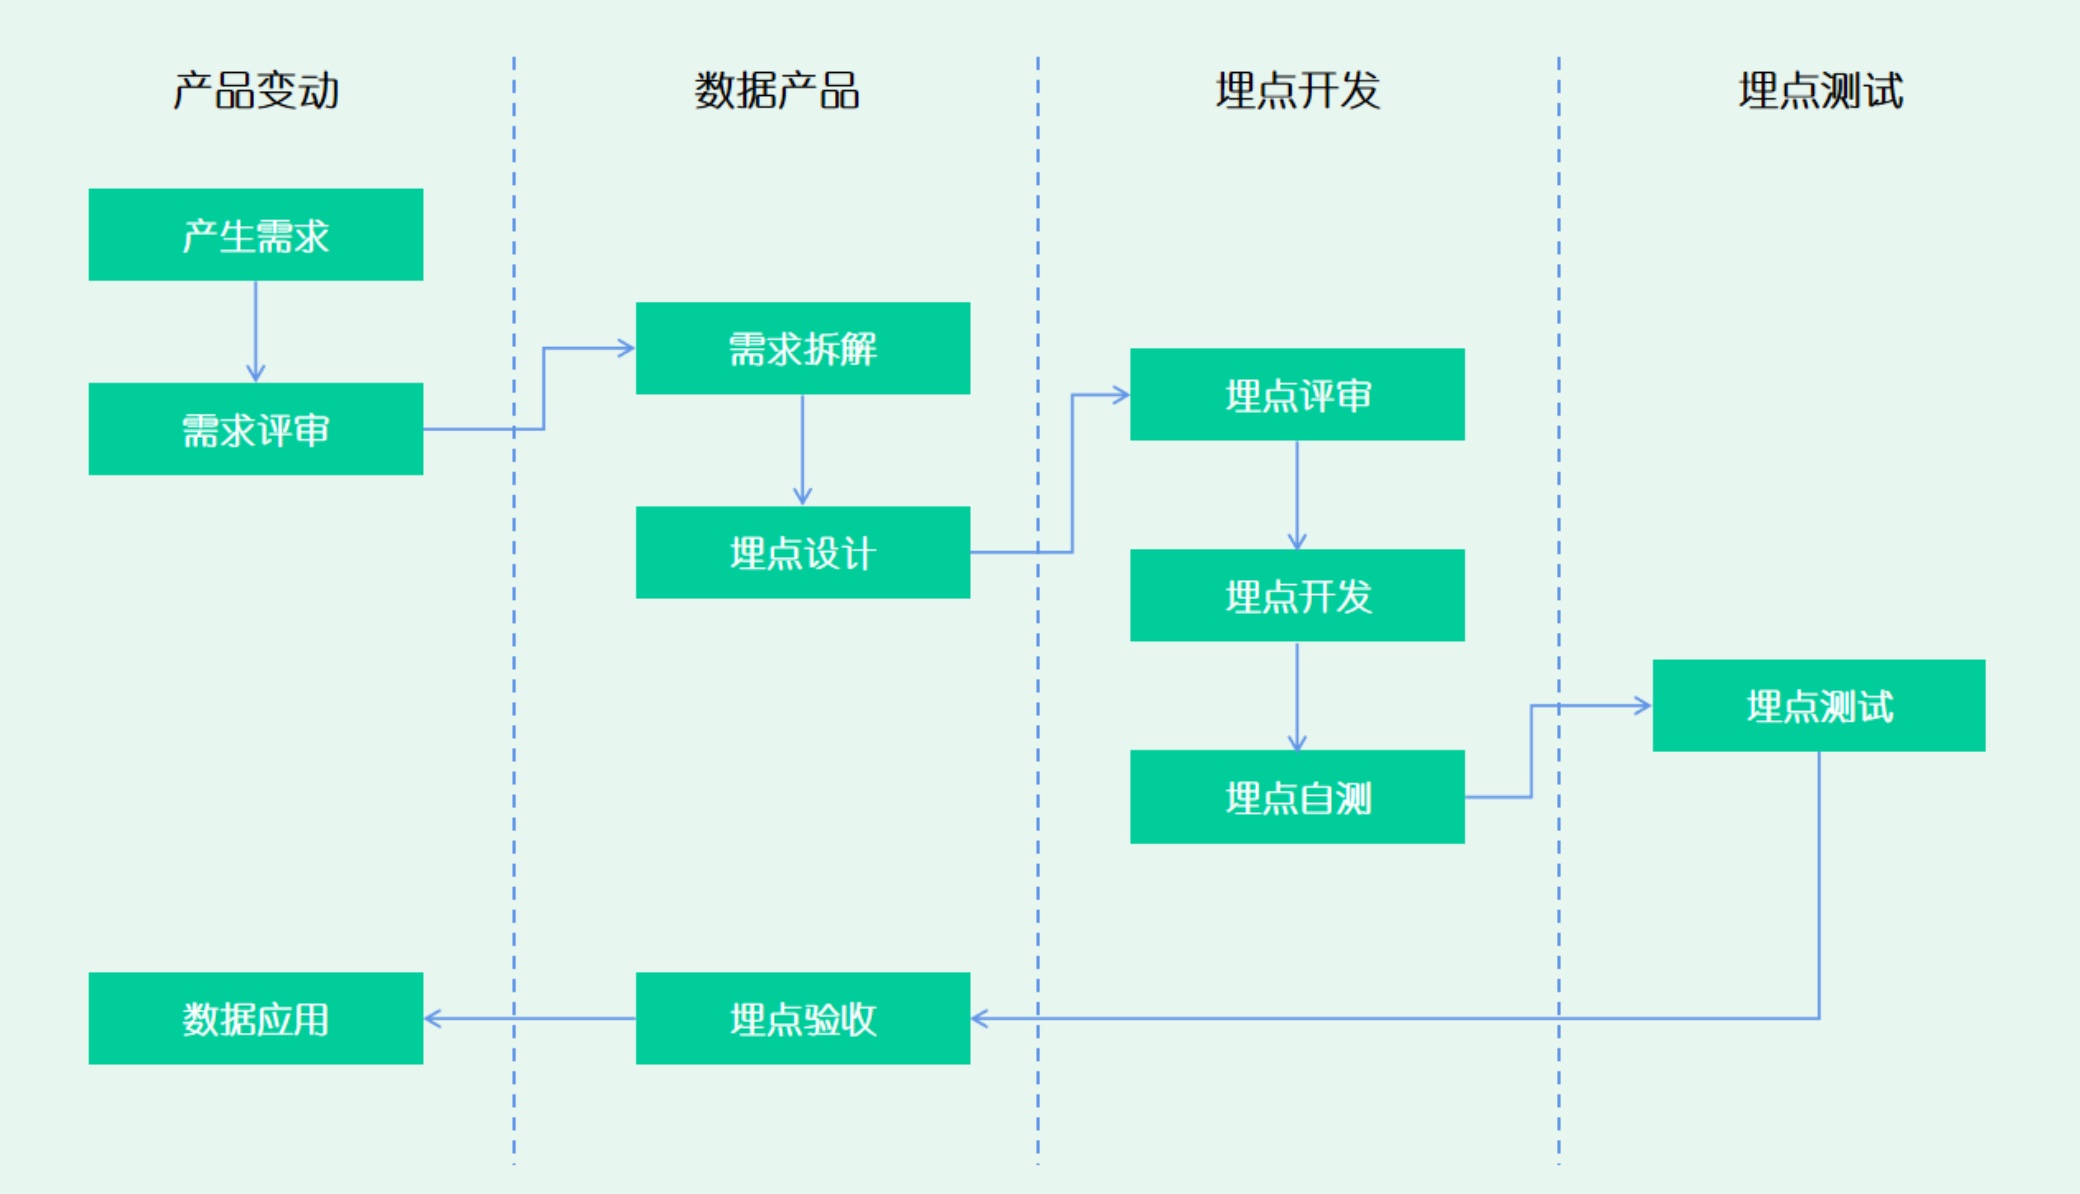 产品变动
数据产品
埋点开发
埋点测试
产生需求
需求评审
需求拆解
埋点设计
埋点评审
埋点开发
埋点自测
埋点测试
埋点验收
数据应用